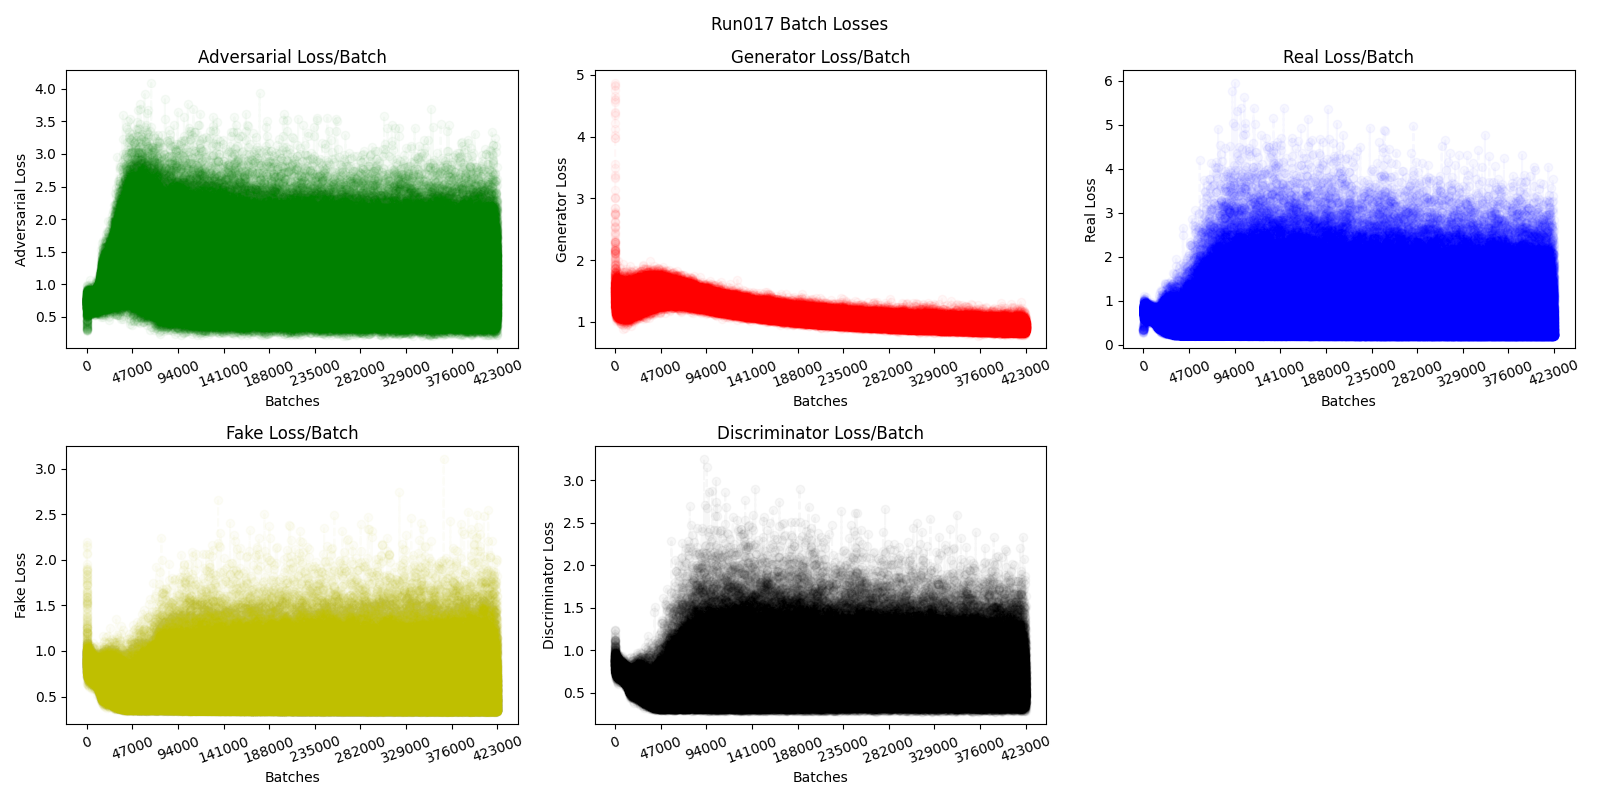 Run017 Batch Losses
Adversarial Loss/Batch
Adversarial Loss
4.0
3.5
3.0
2.5
2.0
1.5
1.0
0.5
0 47000 94000 141000 188000 235000 282000 329000 376000 423000
Batches
Generator Loss/Batch
Generator Loss
5
4
3
2
1
0 47000 94000 141000 188000 235000 282000 329000 376000 423000
Batches
Real Loss/Batch
Real Loss
6
5
4
3
2
1
0
0 47000 94000 141000 188000 235000 282000 329000 376000 423000
Batches
Fake Loss/Batch
Fake Loss
3.0
2.5
2.0
1.5
1.0
0.5
0 47000 94000 141000 188000 235000 282000 329000 376000 423000
Batches
Discriminator Loss/Batch
Discriminator Loss
3.0
2.5
2.0
1.5
1.0
0.5
0 47000 94000 141000 188000 235000 282000 329000 376000 423000
Batches